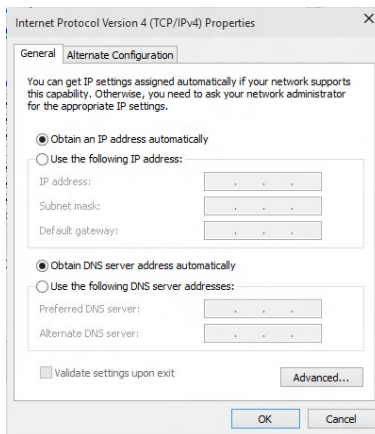 Internet Protocol Version 4 (TCP/IPv4) Properties
General
Alternate Configuration
You can get IP settings assigned automatically if your network supports
this capability. Otherwise, you need to ask your network administrator
for the appropriate IP settings.
Obtain an IP address automatically
Use the following IP address:
IP address:
Subnet mask:
Default gateway:
Obtain DNS server address automatically
Use the following DNS server addresses:
Preferred DNS server:
Alternate DNS server:
Validate settings upon exit
Advanced...
OK
Cancel